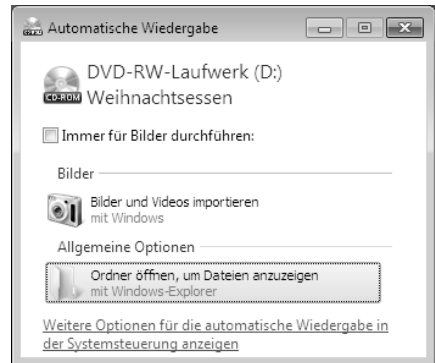 Automatische Wiedergabe
DVD-RW-Laufwerk (D:)
CD-ROM Weihnachtsessen
Immer für Bilder durchführen:
Bilder
Bilder und Videos importieren
mit Windows
Allgemeine Optionen
Ordner öffnen, um Dateien anzuzeigen
mit Windows-Explorer
Weitere Optionen für die automatische Wiedergabe in
der Systemsteuerung anzeigen